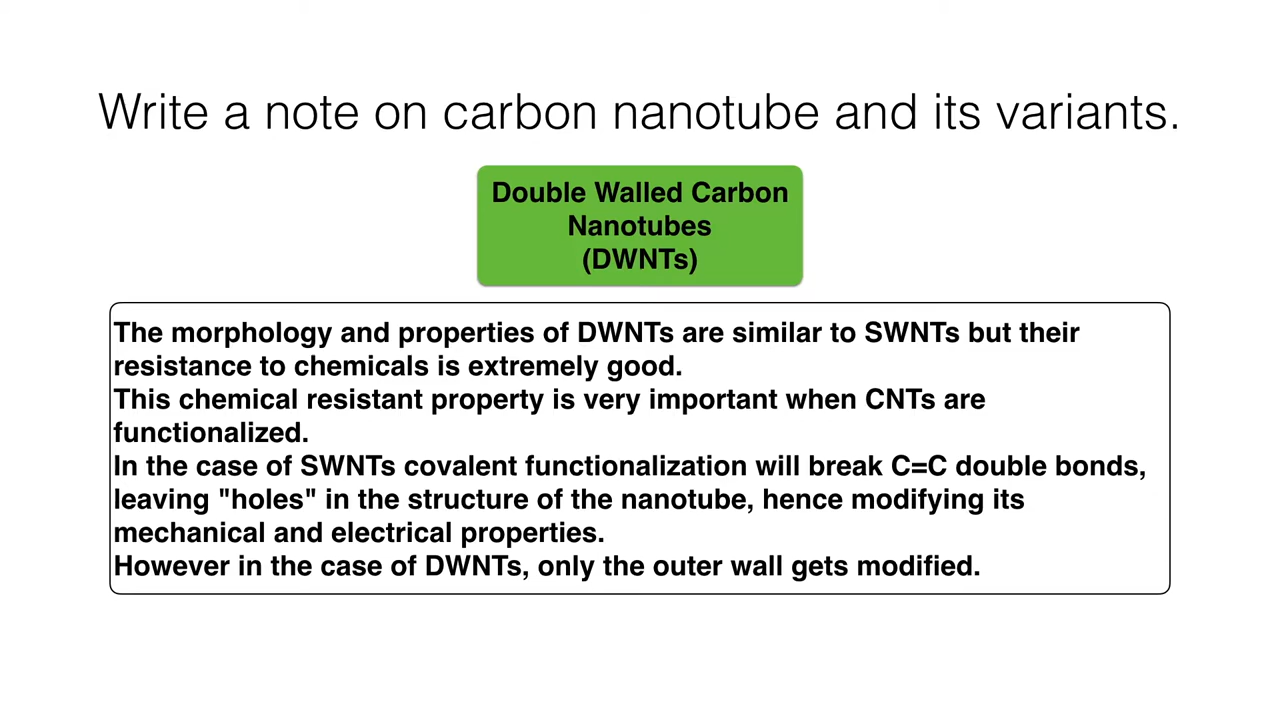 Write a note on carbon nanotube and its variants.
Double Walled Carbon
Nanotubes
(DWNTs)
The morphology and properties of DWNTs are similar to SWNTs but their
resistance to chemicals is extremely good.
This chemical resistant property is very important when CNTs are
functionalized.
In the case of SWNTs covalent functionalization will break C=C double bonds,
leaving "holes" in the structure of the nanotube, hence modifying its
mechanical and electrical properties.
However in the case of DWNTs, only the outer wall gets modified.